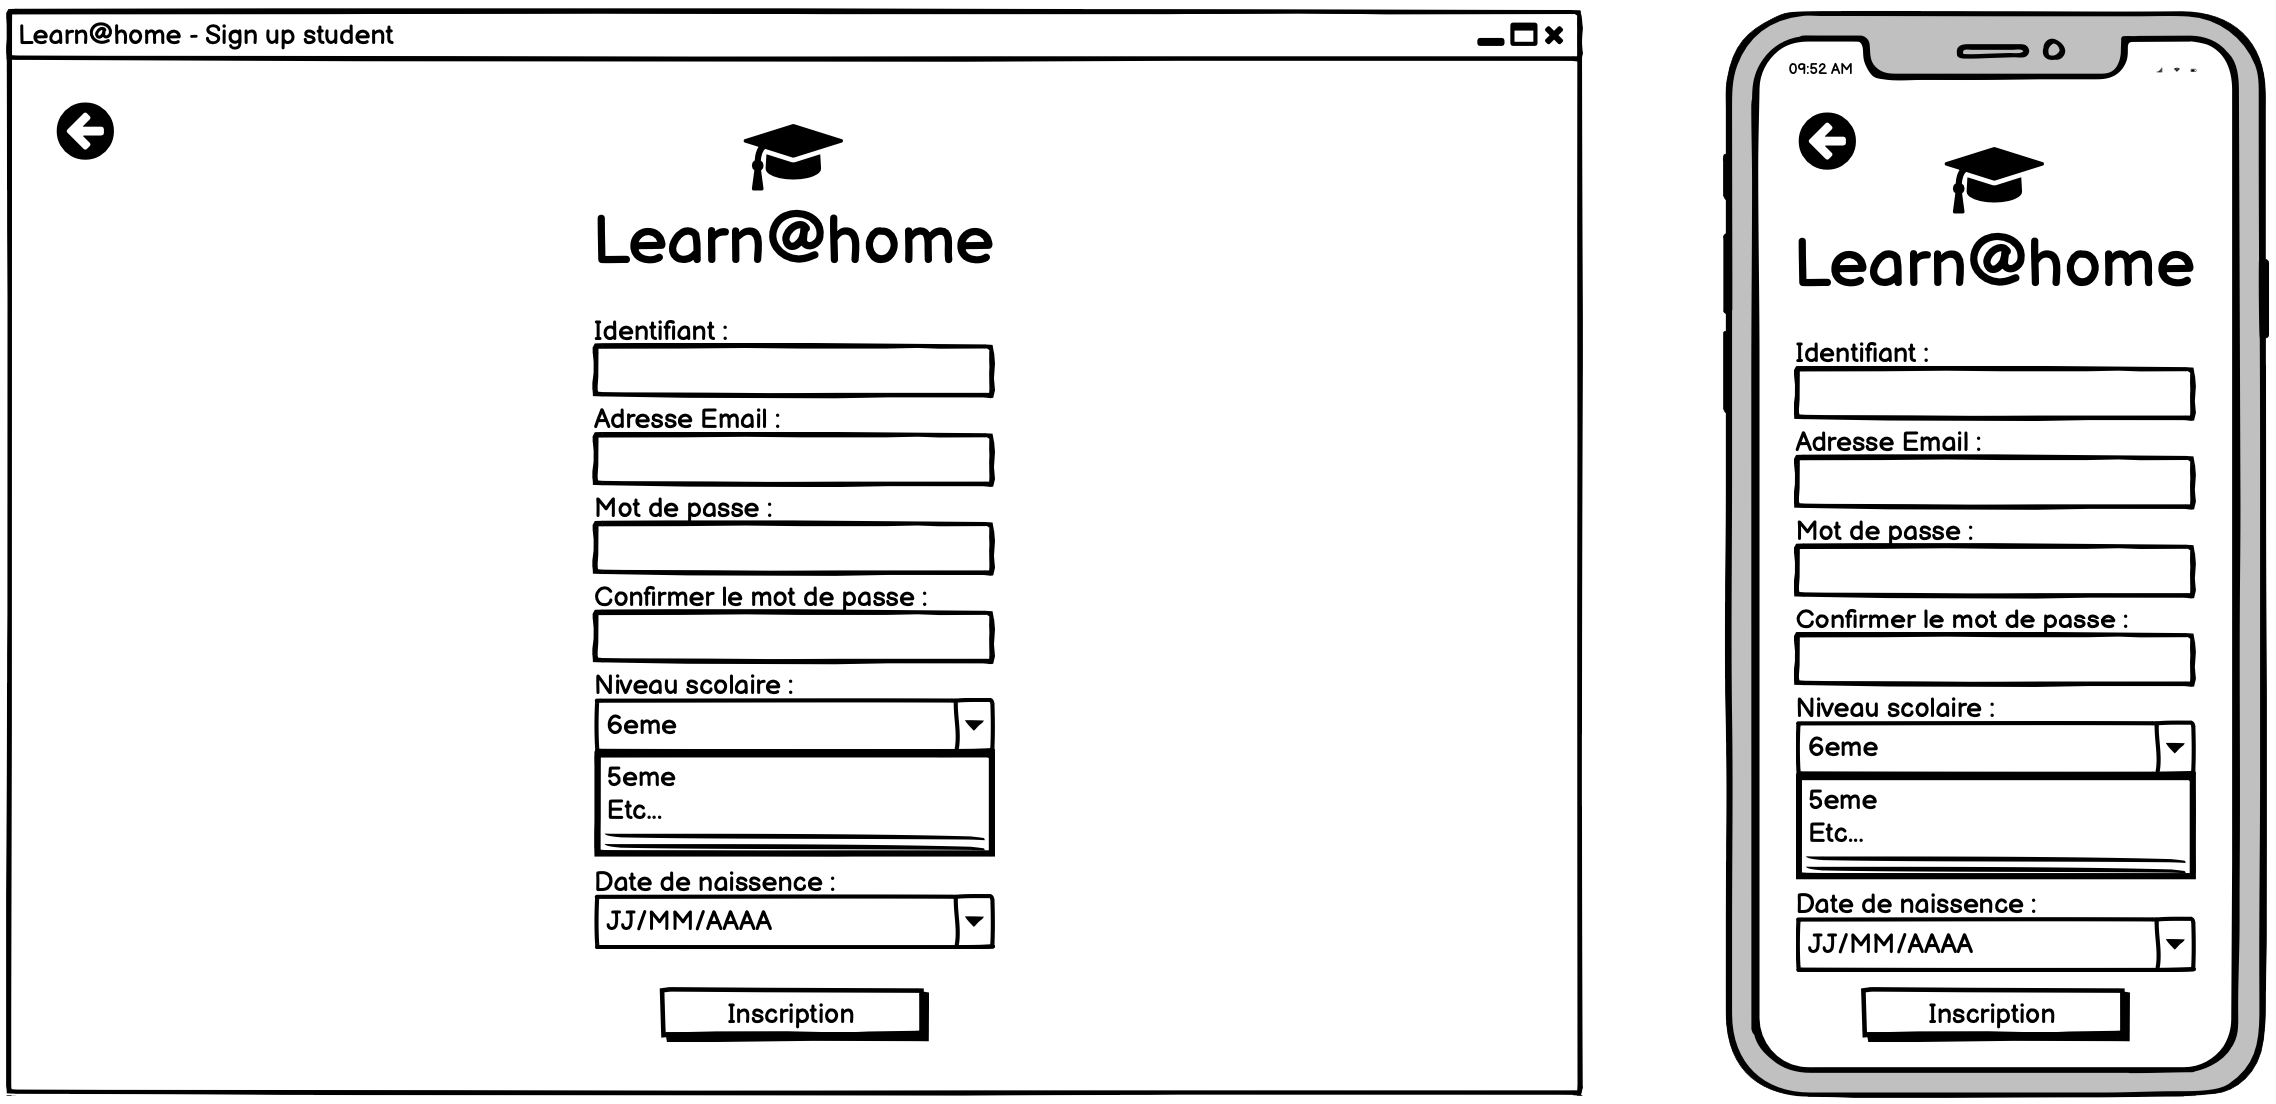 Learn@home - Sign up student
Learn@home
Identifiant :
Adresse Email :
Mot de passe :
Confirmer le mot de passe :
Niveau scolaire :
6eme
5eme
Etc...
Date de naissence :
JJ/MM/AAAA
Inscription
09:52 AM
Learn@home
Identifiant :
Adresse Email :
Mot de passe :
Confirmer le mot de passe :
Niveau scolaire :
6eme
5eme
Etc...
Date de naissence :
JJ/MM/AAAA
Inscription